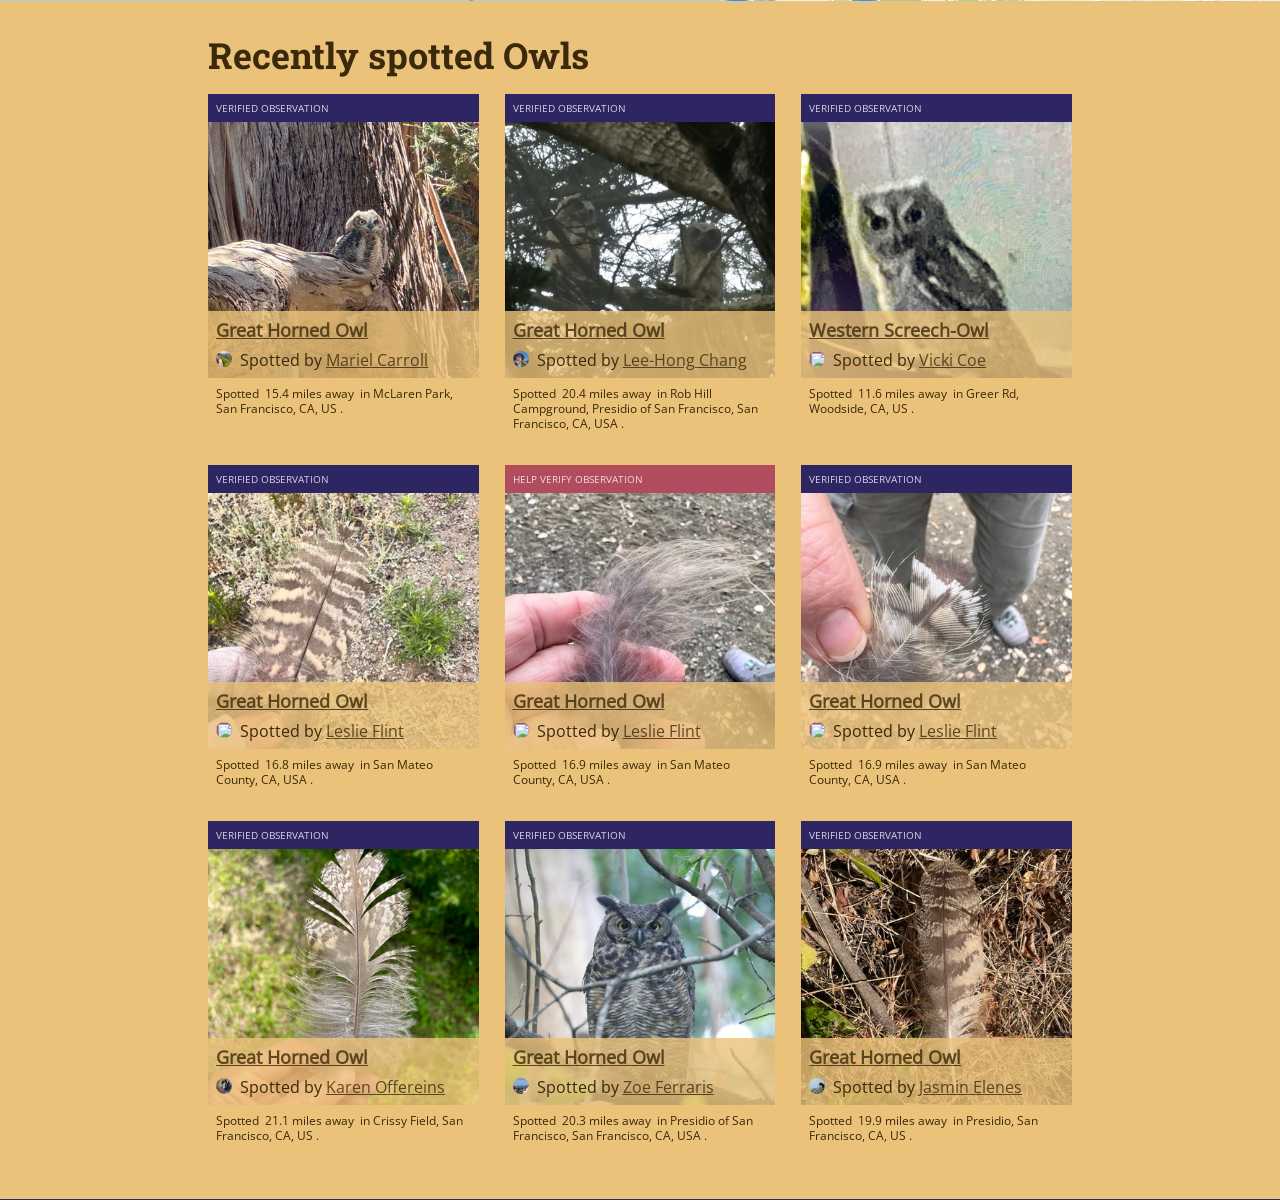 Recently spotted Owls
VERIFIED OBSERVATION
Great Horned Owl
Spotted by Mariel Carroll
Spotted 15.4 miles away in McLaren Park,
San Francisco, CA, US .
VERIFIED OBSERVATION
Great Horned Owl
Spotted by Lee-Hong Chang
Spotted 20.4 miles away in Rob Hill
Campground, Presidio of San Francisco, San
Francisco, CA, USA .
VERIFIED OBSERVATION
Western Screech-Owl
Spotted by Vicki Coe
Spotted 11.6 miles away in Greer Rd,
Woodside, CA, US .
VERIFIED OBSERVATION
Great Horned Owl
Spotted by Leslie Flint
Spotted 16.8 miles away in San Mateo
County, CA, USA .
HELP VERIFY OBSERVATION
Great Horned Owl
Spotted by Leslie Flint
Spotted 16.9 miles away in San Mateo
County, CA, USA .
VERIFIED OBSERVATION
Great Horned Owl
Spotted by Leslie Flint
Spotted 16.9 miles away in San Mateo
County, CA, USA .
VERIFIED OBSERVATION
Great Horned Owl
Spotted by Karen Offereins
Spotted 21.1 miles away in Crissy Field, San
Francisco, CA, US .
VERIFIED OBSERVATION
Great Horned Owl
Spotted by Zoe Ferraris
Spotted 20.3 miles away in Presidio of San
Francisco, San Francisco, CA, USA .
VERIFIED OBSERVATION
Great Horned Owl
Spotted by Jasmin Elenes
Spotted 19.9 miles away in Presidio, San
Francisco, CA, US .